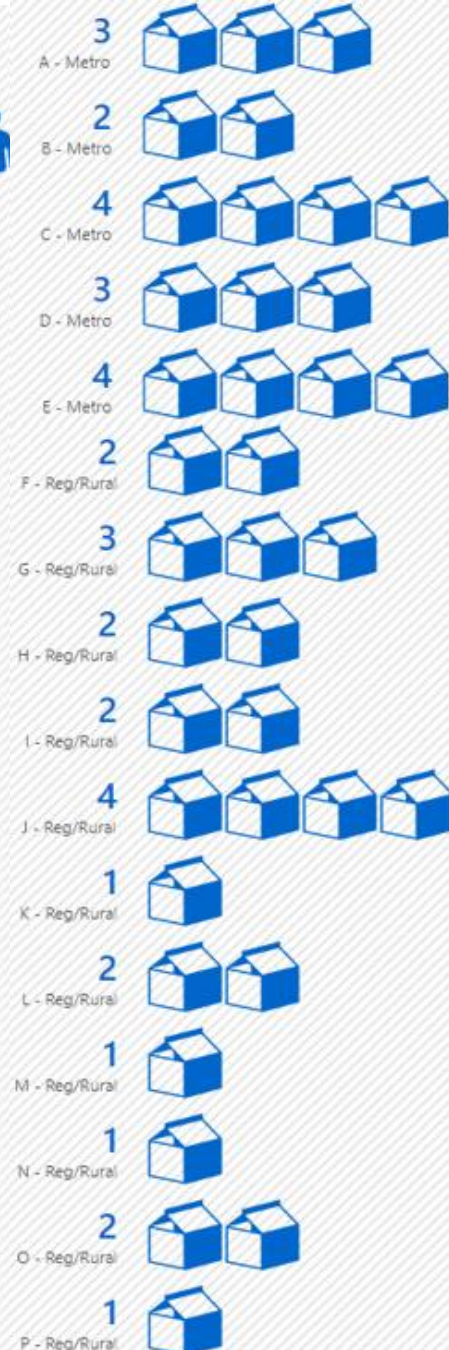 3
A - Metro
2
B - Metro
4
C - Metro
3
D - Metro
4
E - Metro
2
F - Reg/Rural
3
G - Reg/Rural
2
H - Reg/Rural
2
I - Reg/Rural
4
J - Reg/Rural
1
K - Reg/Rural
2
L - Reg/Rural
1
M - Reg/Rural
1
N - Reg/Rural
2
O - Reg/Rural
1
P - Reg/Rural